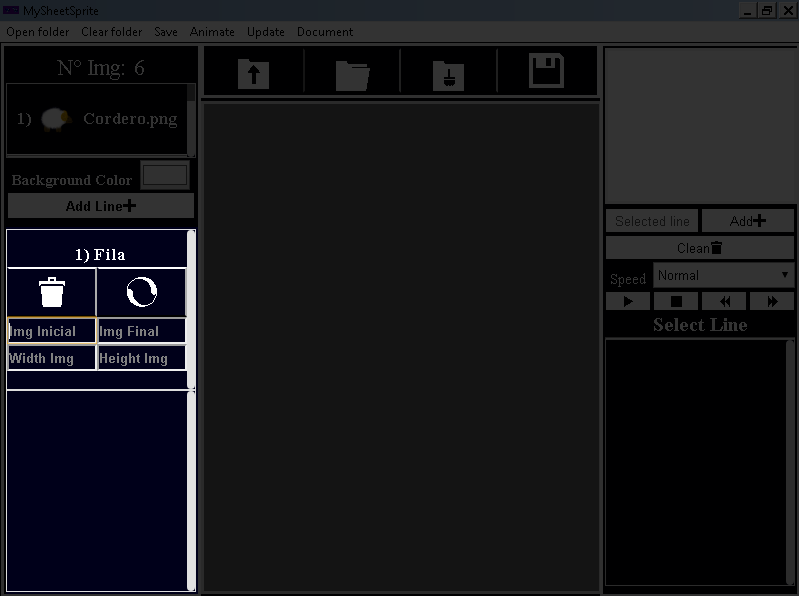 MySheetSprite
Open folder Clear folder Save Animate Update Document
N° Img: 6
1) Cordero.png
Background Color
Add Line
1) Fila
Img Inicial Img Final
Width Img Height Img
Selected line Add
Clean
Speed Normal
Select Line